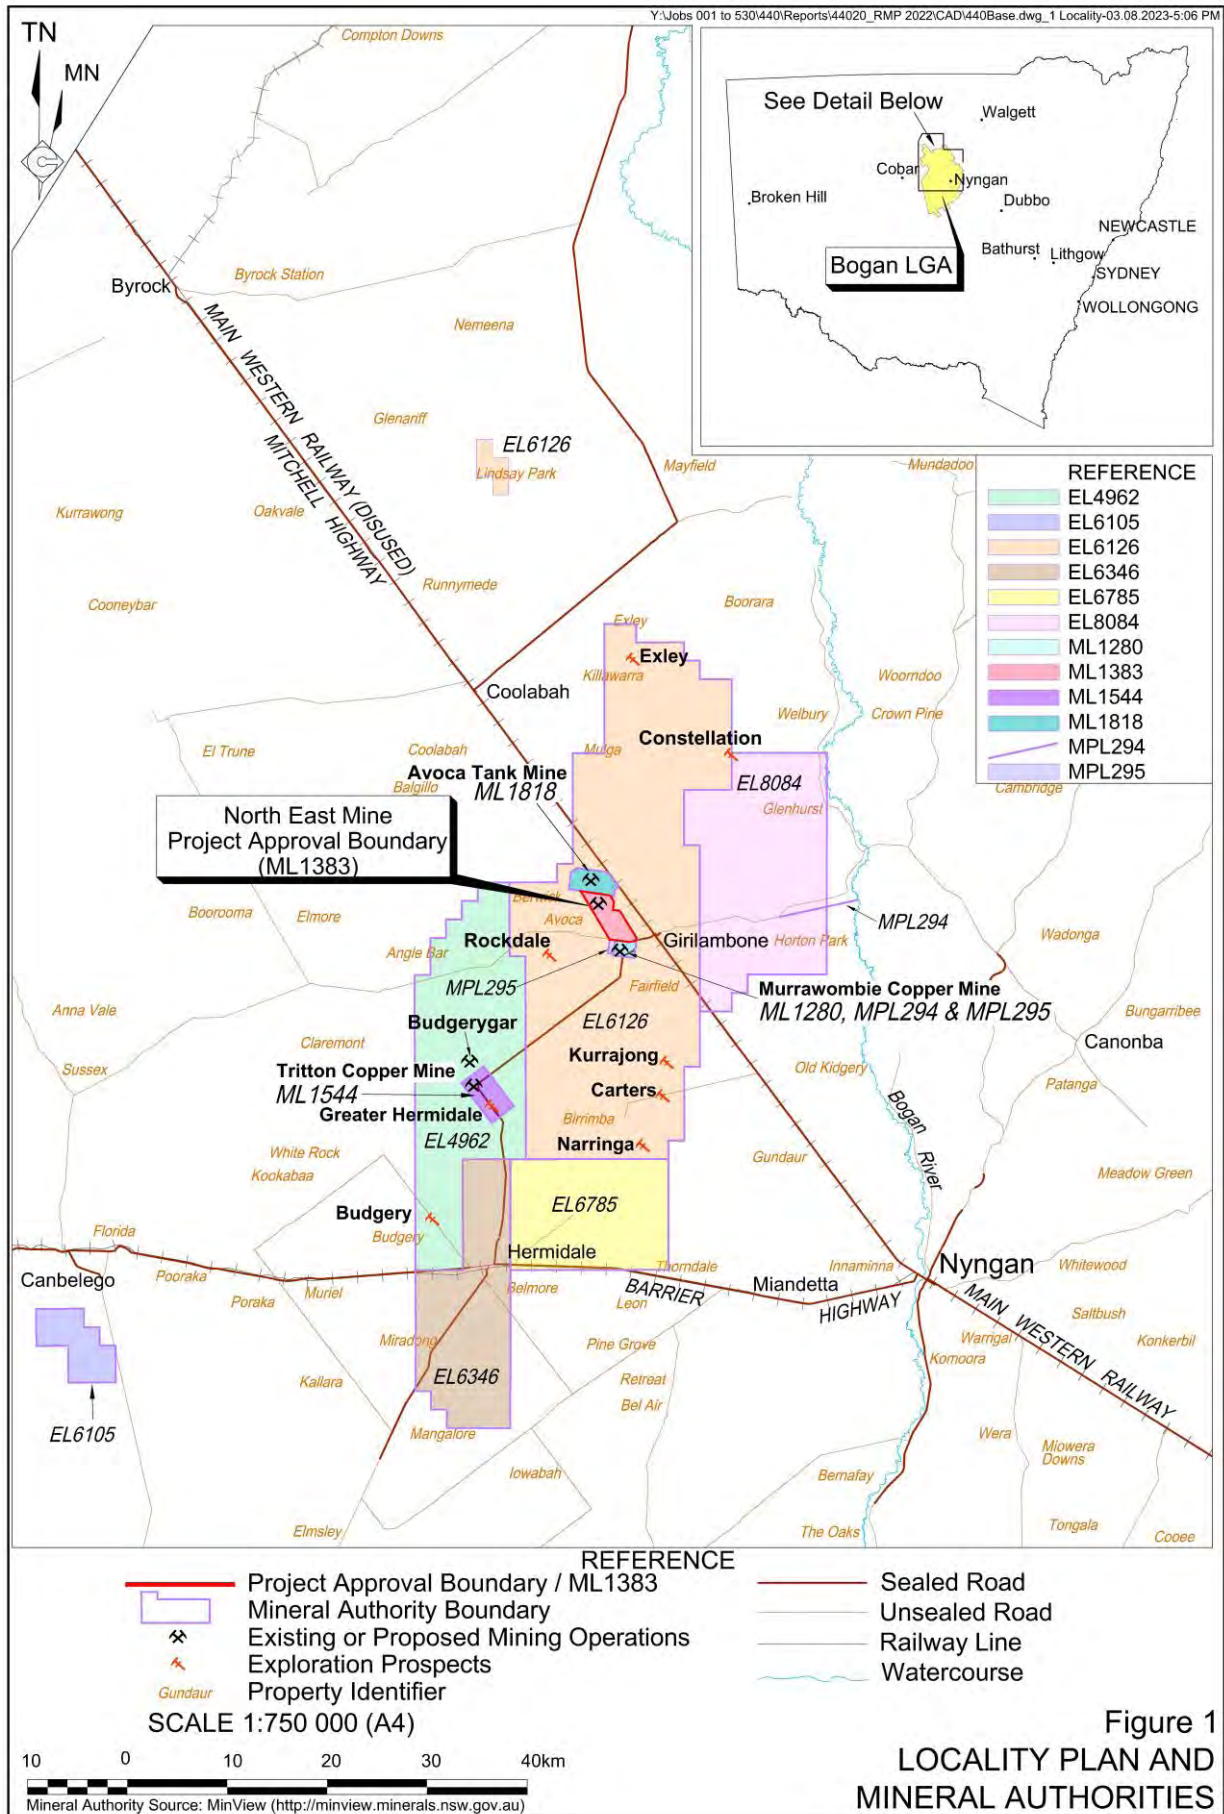 Y:\Jobs 001 to 530\440\Reports\44020_RMP 2022\CAD\440Base.dwg_1 Locality-03.08.2023-5:06 PM
TN
MN
Compton Downs
See Detail Below
Walgett
Cobar
Nyngan
Broken Hill
Dubbo
NEWCASTLE
Bathurst
Lithgow
SYDNEY
WOLLONGONG
Bogan LGA
Byrock
Byrock Station
Nemeena
MAIN WESTERN RAILWAY (DISUSED)
MITCHELL HIGHWAY
Glenariff
EL6126
Lindsay Park
Mayfield
Mundadoo
Kurrawong
Oakvale
Runnymede
Cooneybar
Boorara
REFERENCE
EL4962
EL6105
EL6126
EL6346
EL6785
EL8084
ML1280
ML1383
ML1544
ML1818
MPL294
MPL295
Exley
Exley
Killawarra
Coolabah
Woorndoo
Welbury
Crown Pine
El Trune
Coolabah
Mulga
Constellation
Avoca Tank Mine
ML1818
Balgillo
EL8084
Cambridge
Glenhurst
North East Mine
Project Approval Boundary
(ML1383)
Berwick
Avoca
Boorooma
Elmore
MPL294
Angle Bar
Rockdale
Girilambone
Horton Park
Wadonga
MPL295
Fairfield
Murrawombie Copper Mine
ML1280, MPL294 & MPL295
Anna Vale
Bungarribee
Budgerygar
EL6126
Claremont
Canonba
Sussex
Tritton Copper Mine
ML1544
Kurrajong
Old Kidgery
Patanga
Carters
Greater Hermidale
Birrimba
Bogan River
EL4962
Narringa
White Rock
Kookabaa
Gundaur
Meadow Green
Budgery
Budgery
EL6785
Florida
Hermidale
Canbelego
Pooraka
Thorndale
Innaminna
Nyngan
Whitewood
Muriel
Belmore
BARRIER HIGHWAY
Miandetta
Poraka
Leon
Saltbush
MAIN WESTERN RAILWAY
Miradong
Pine Grove
Warrigal
Konkerbil
Komoora
Kallara
EL6346
Retreat
Bel Air
EL6105
Mangalore
Wera
Miowera
Downs
Iowabah
Bernafay
Elmsley
The Oaks
Tongala
Cooee
REFERENCE
Project Approval Boundary / ML1383
Mineral Authority Boundary
Existing or Proposed Mining Operations
Exploration Prospects
Gundaur
Property Identifier
Sealed Road
Unsealed Road
Railway Line
Watercourse
SCALE 1:750 000 (A4)
10 0 10 20 30 40km
Mineral Authority Source: MinView (http://minview.minerals.nsw.gov.au)
Figure 1
LOCALITY PLAN AND
MINERAL AUTHORITIES